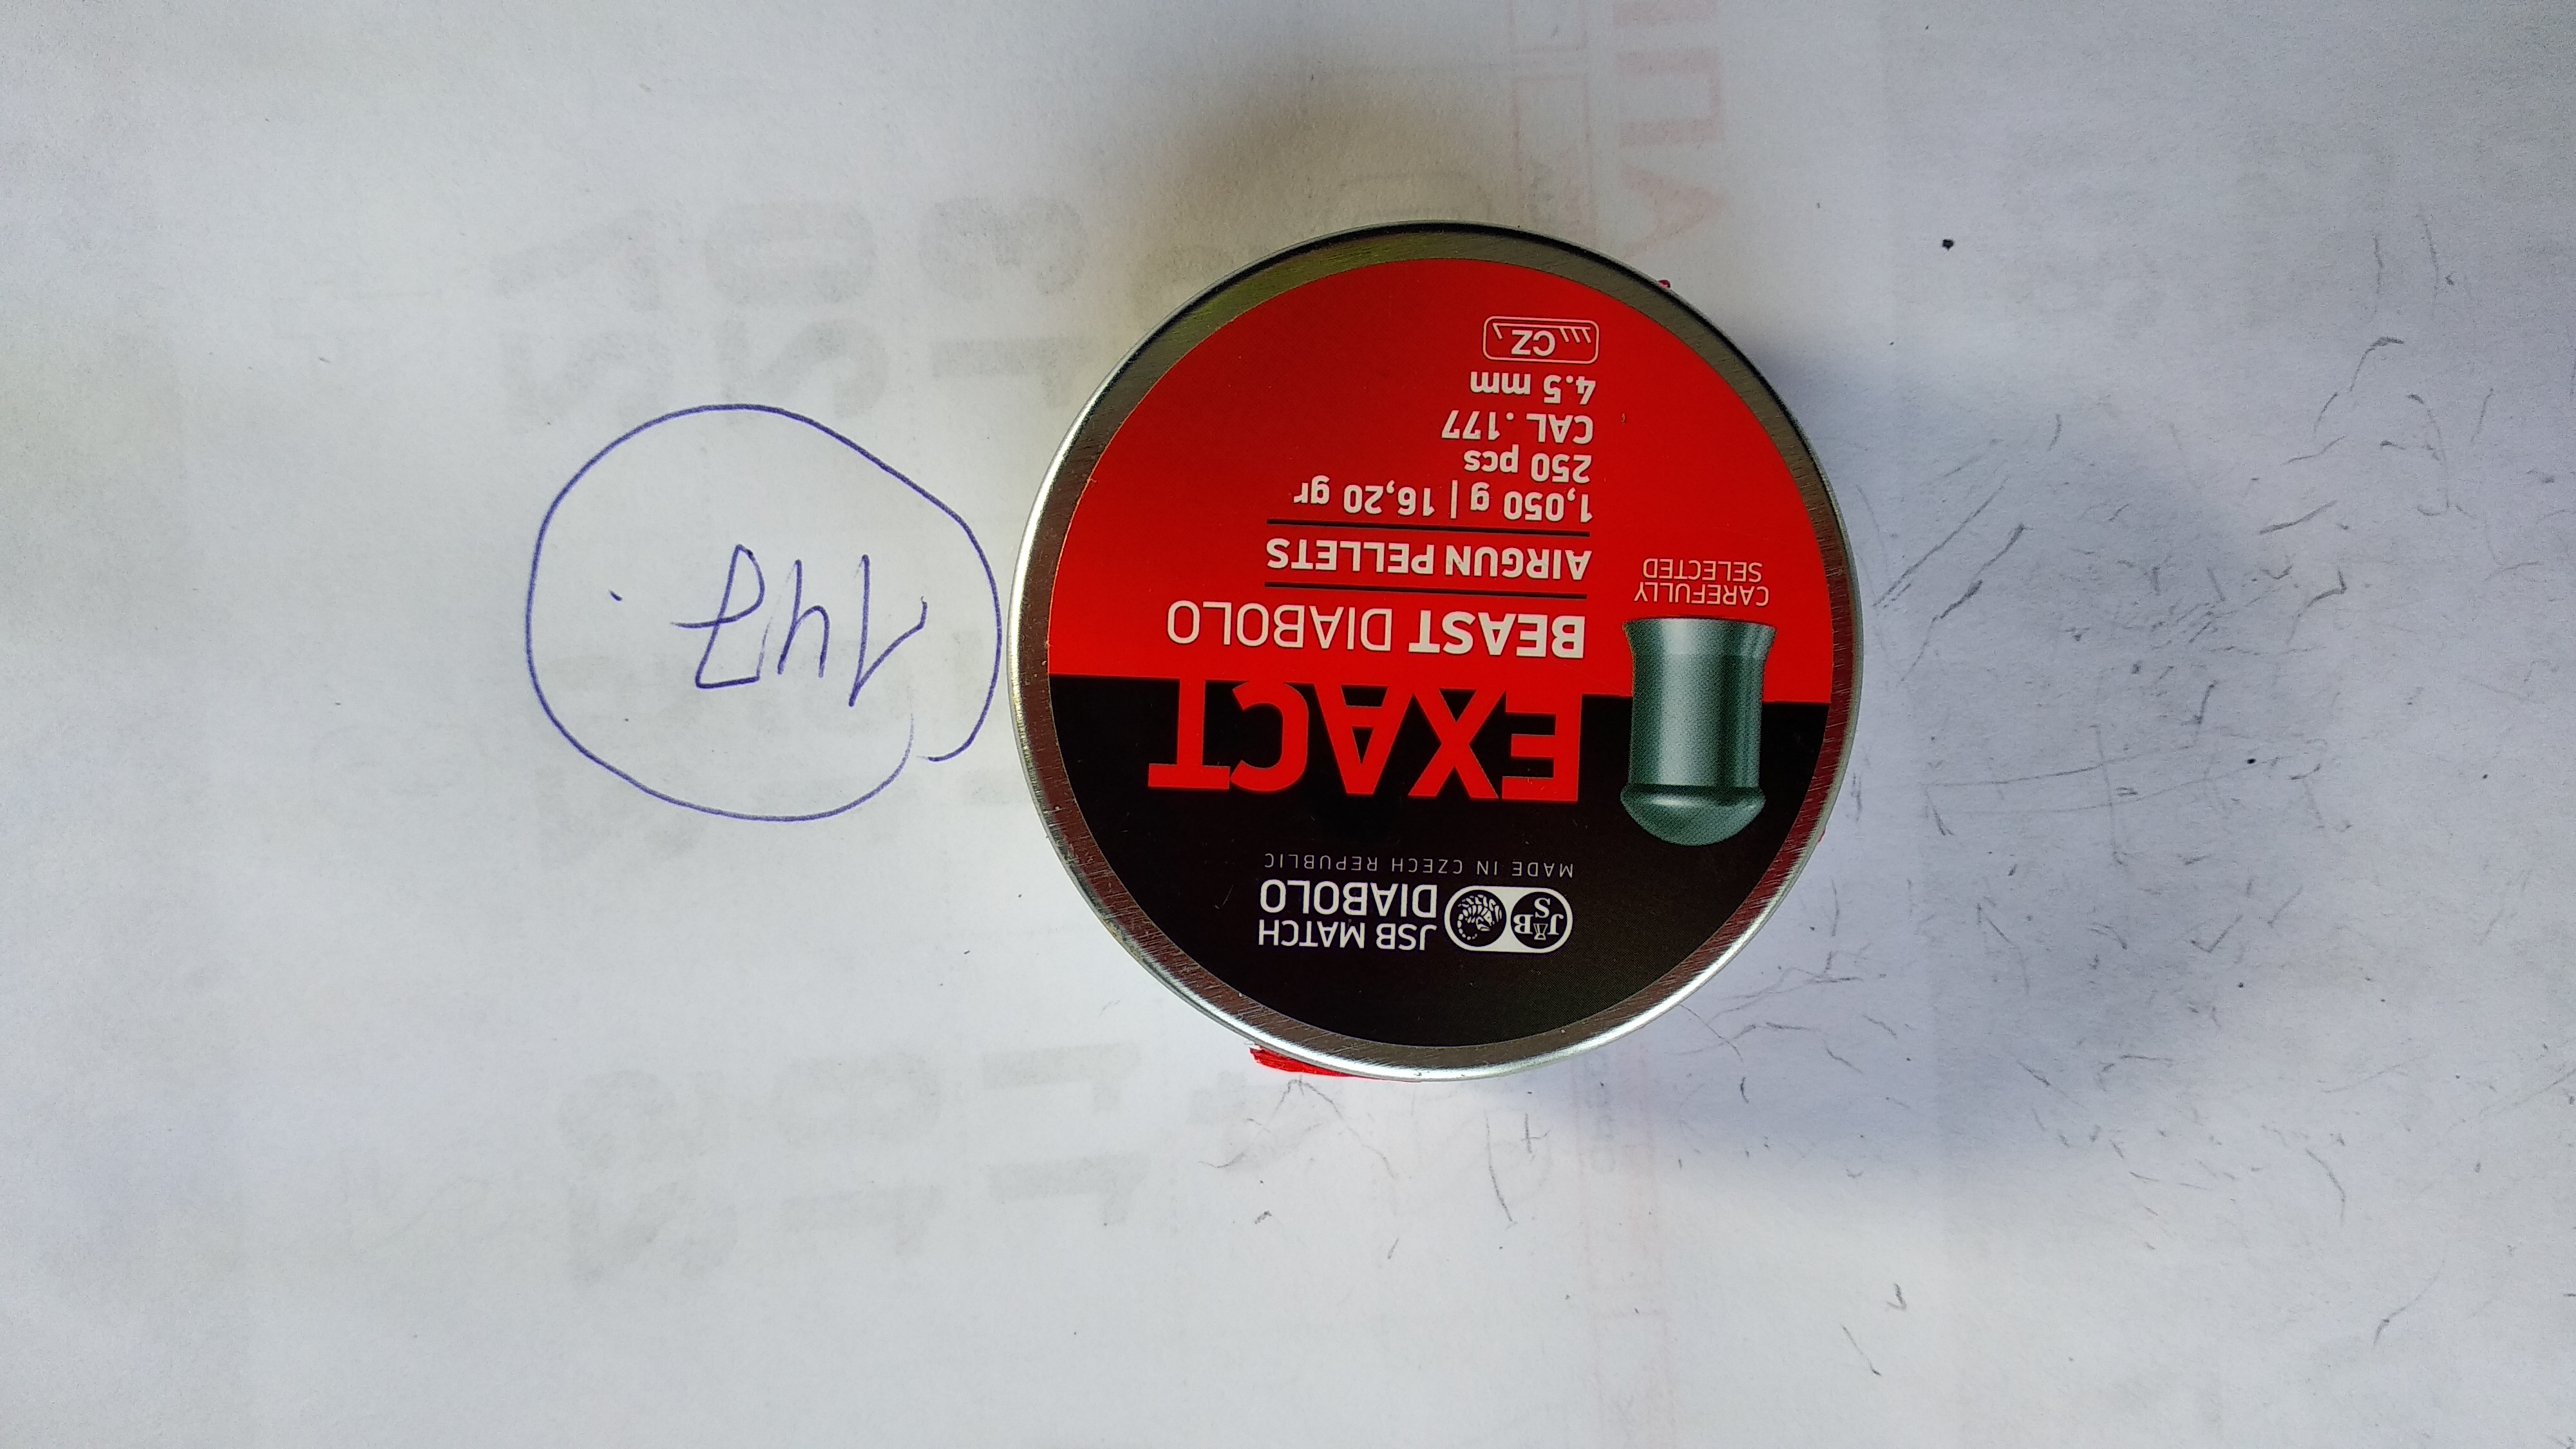 JSB MATCH
DIABOLO
MADE IN CZECH REPUBLIC
EXACT
BEAST DIABOLO
AIRGUN PELLETS
1,050 g | 16,20 gr
250 pcs
CAL .177
4.5 mm
CZ
CAREFULLY
SELECTED
147